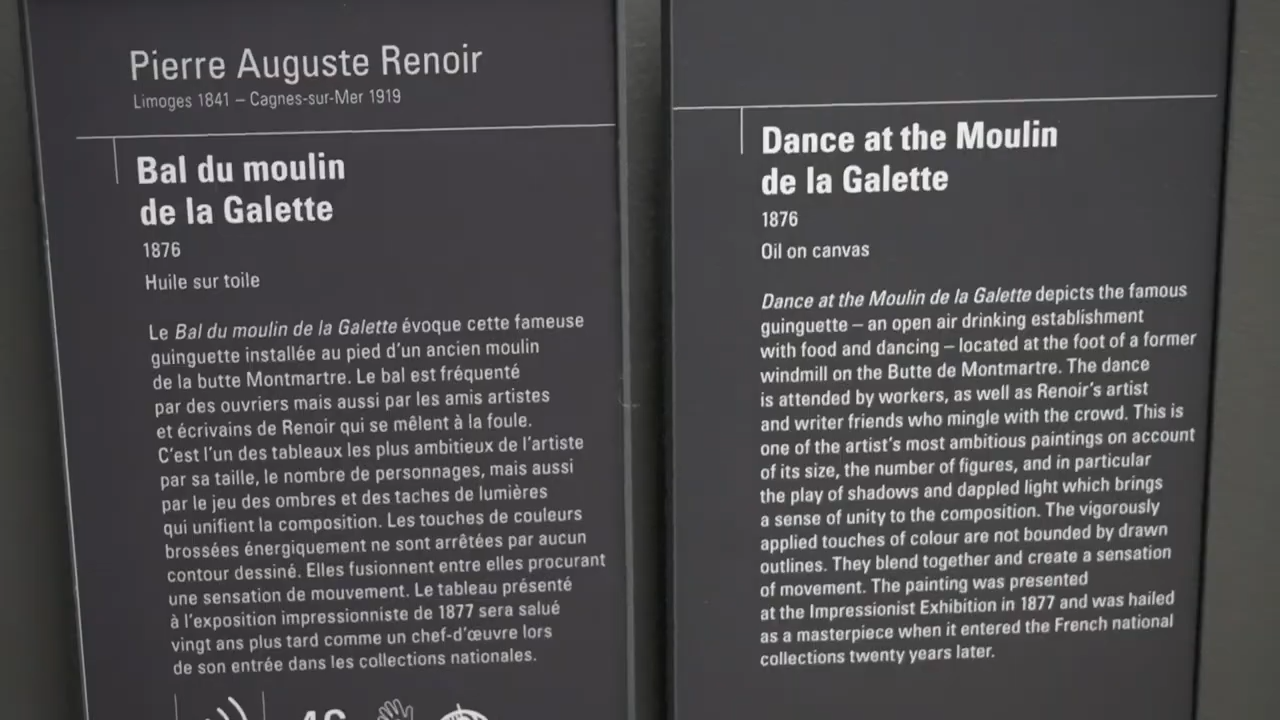 Pierre Auguste Renoir
Limoges 1841 – Cagnes-sur-Mer 1919
Bal du moulin
de la Galette
1876
Huile sur toile
Le Bal du moulin de la Galette évoque cette fameuse
guinguette installée au pied d'un ancien moulin
de la butte Montmartre. Le bal est fréquenté
par des ouvriers mais aussi par les amis artistes
et écrivains de Renoir qui se mêlent à la foule.
C'est l'un des tableaux les plus ambitieux de l'artiste
par sa taille, le nombre de personnages, mais aussi
par le jeu des ombres et des taches de lumières
qui unifient la composition. Les touches de couleurs
brossées énergiquement ne sont arrêtées par aucun
contour dessiné. Elles fusionnent entre elles procurant
une sensation de mouvement. Le tableau présenté
à l'exposition impressionniste de 1877 sera salué
vingt ans plus tard comme un chef-d'œuvre lors
de son entrée dans les collections nationales.
Dance at the Moulin
de la Galette
1876
Oil on canvas
Dance at the Moulin de la Galette depicts the famous
guinguette – an open air drinking establishment
with food and dancing – located at the foot of a former
windmill on the Butte de Montmartre. The dance
is attended by workers, as well as Renoir's artist
and writer friends who mingle with the crowd. This is
one of the artist's most ambitious paintings on account
of its size, the number of figures, and in particular
the play of shadows and dappled light which brings
a sense of unity to the composition. The vigorously
applied touches of colour are not bounded by drawn
outlines. They blend together and create a sensation
of movement. The painting was presented
at the Impressionist Exhibition in 1877 and was hailed
as a masterpiece when it entered the French national
collections twenty years later.